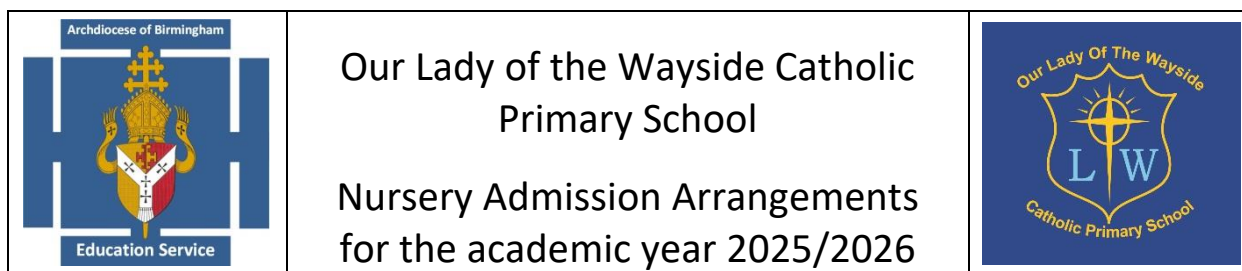 Archdiocese of Birmingham
Education Service
Our Lady of the Wayside Catholic
Primary School
Nursery Admission Arrangements
for the academic year 2025/2026
Our Lady Of The Wayside
L W
Catholic Primary School